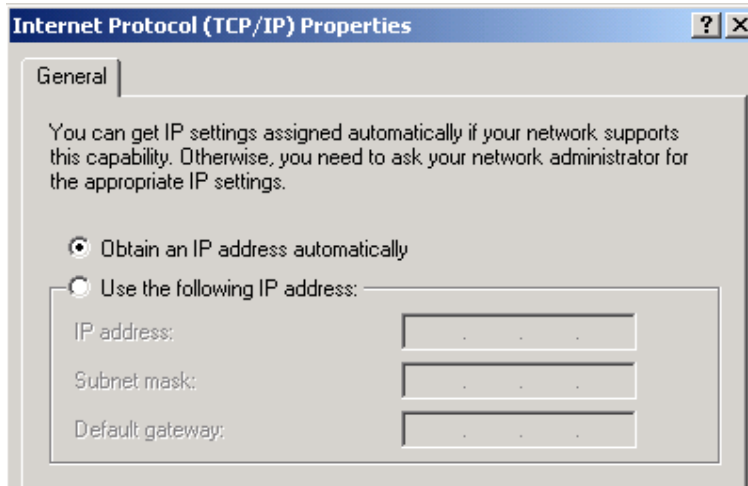 Internet Protocol (TCP/IP) Properties
General
You can get IP settings assigned automatically if your network supports
this capability. Otherwise, you need to ask your network administrator for
the appropriate IP settings.
Obtain an IP address automatically
Use the following IP address:
IP address:
Subnet mask:
Default gateway: